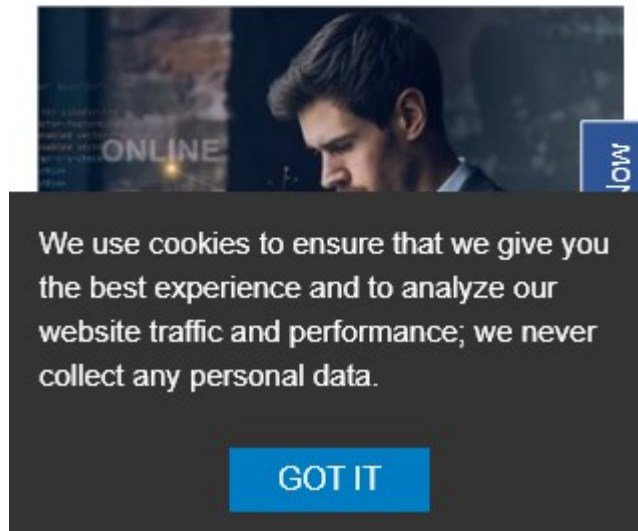 ONLINE
We use cookies to ensure that we give you
the best experience and to analyze our
website traffic and performance; we never
collect any personal data.
GOT IT